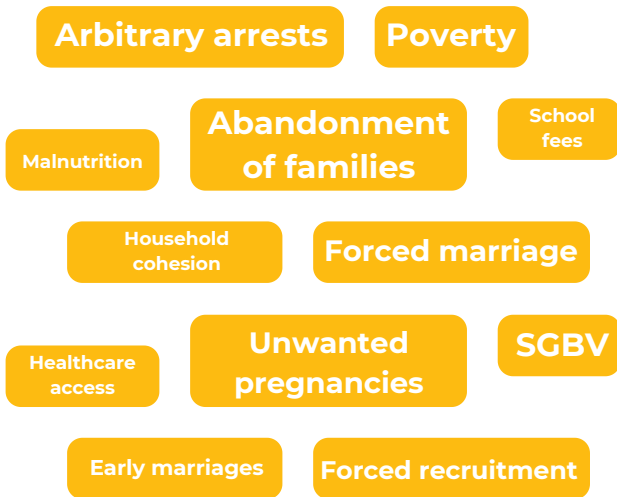 Arbitrary arrests
Poverty
Abandonment
of families
School
fees
Malnutrition
Household
cohesion
Forced marriage
Unwanted
pregnancies
SGBV
Healthcare
access
Early marriages
Forced recruitment